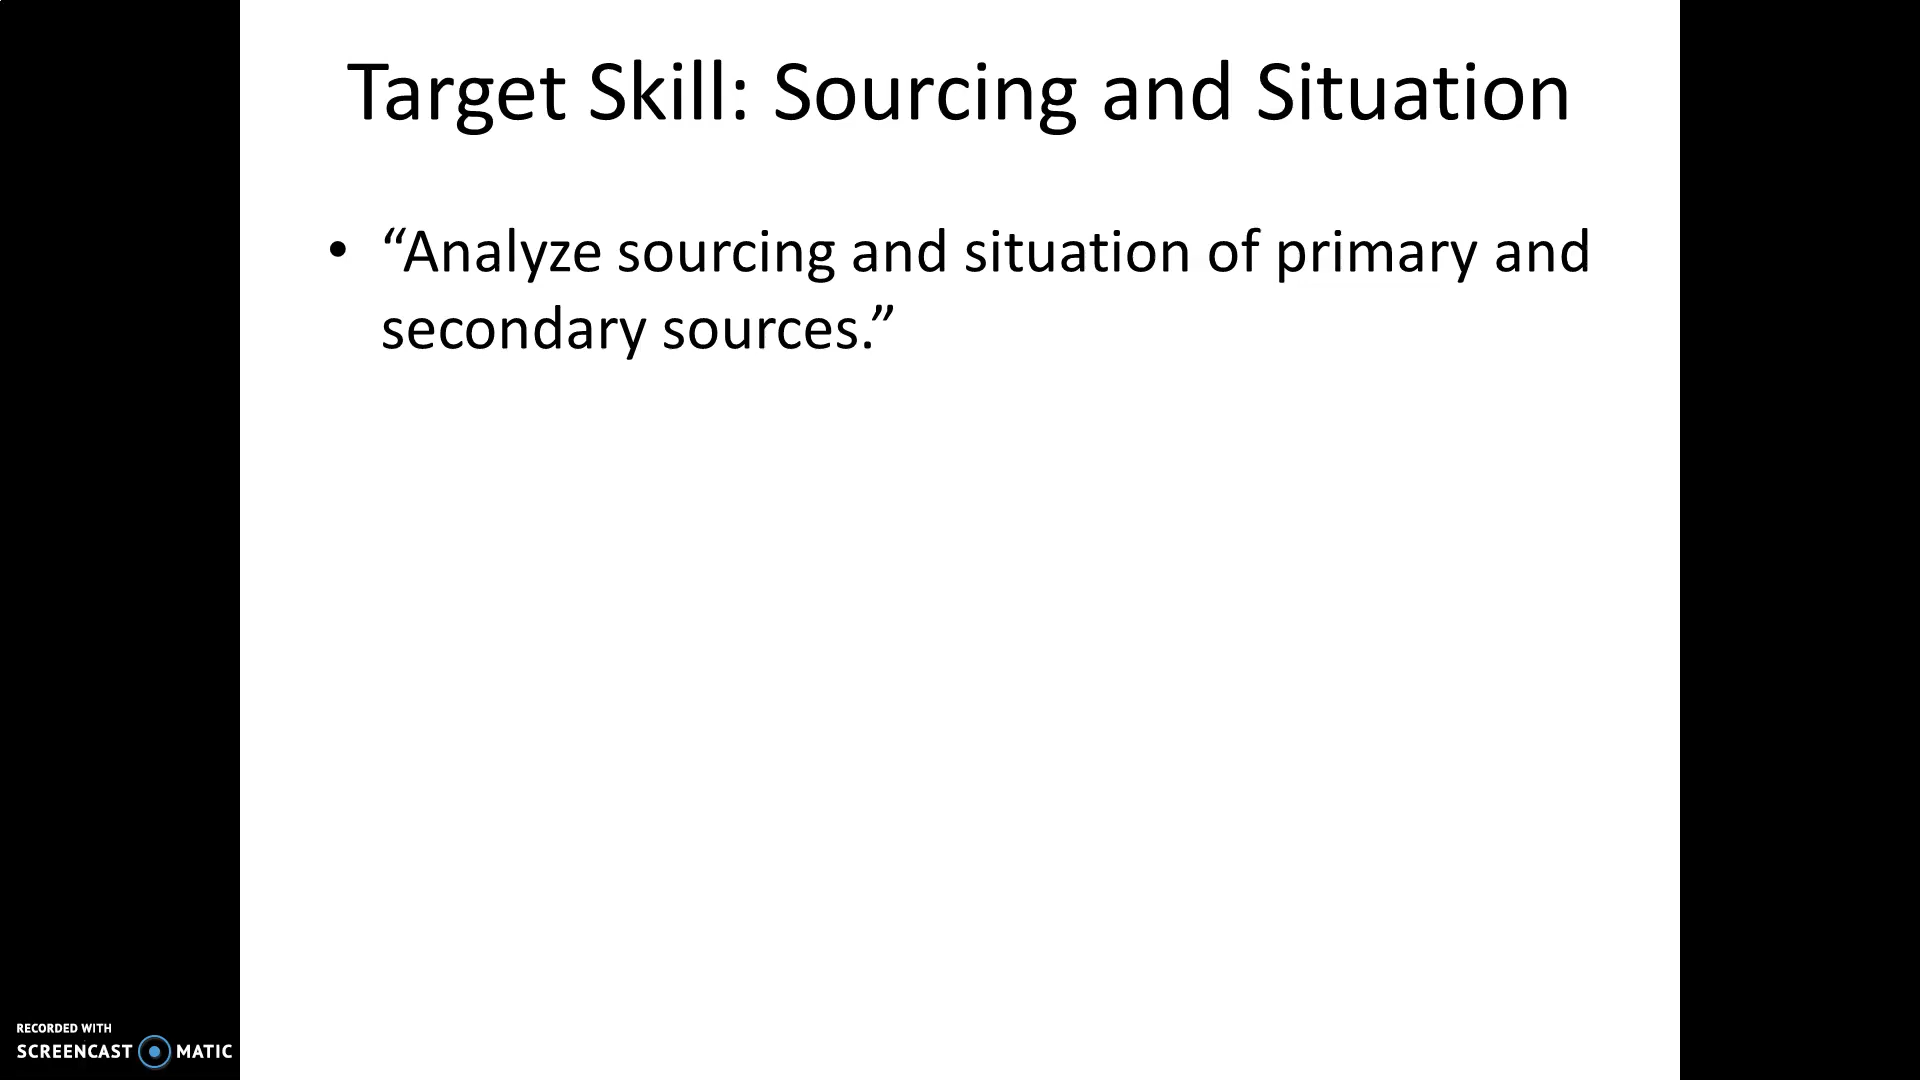 Target Skill: Sourcing and Situation
• “Analyze sourcing and situation of primary and
secondary sources.”
RECORDED WITH
SCREENCAST MATIC